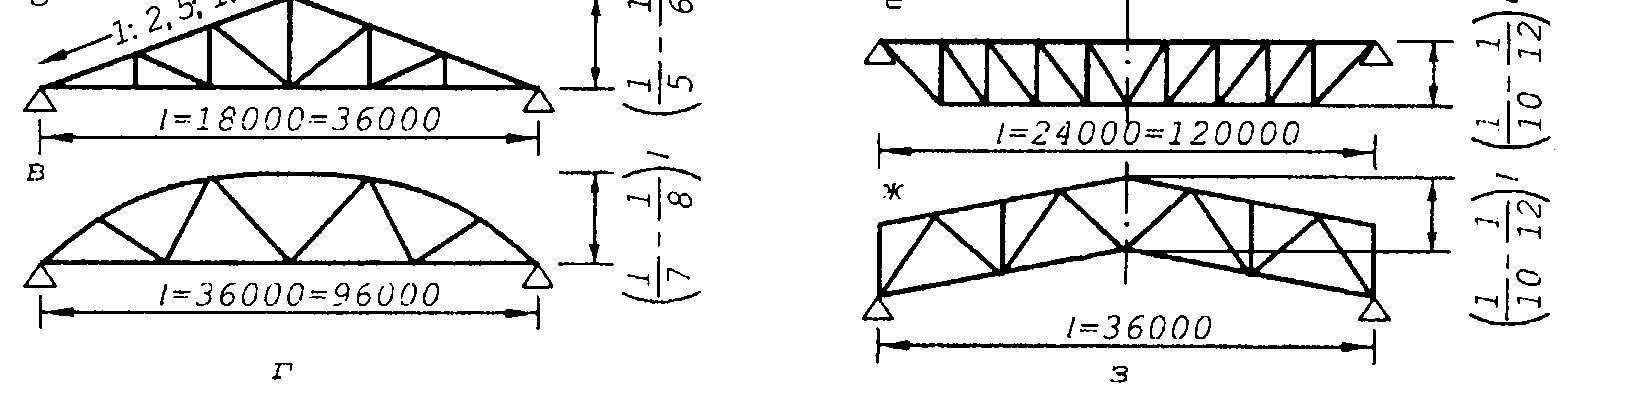 1: 2,5; 1:
l=18000=36000
1/5 - 1/6
в
l=36000=96000
(1/7 - 1/8) l
г
l=24000=120000
(1/10 - 1/12)
ж
l=36000
(1/10 - 1/12) l
з